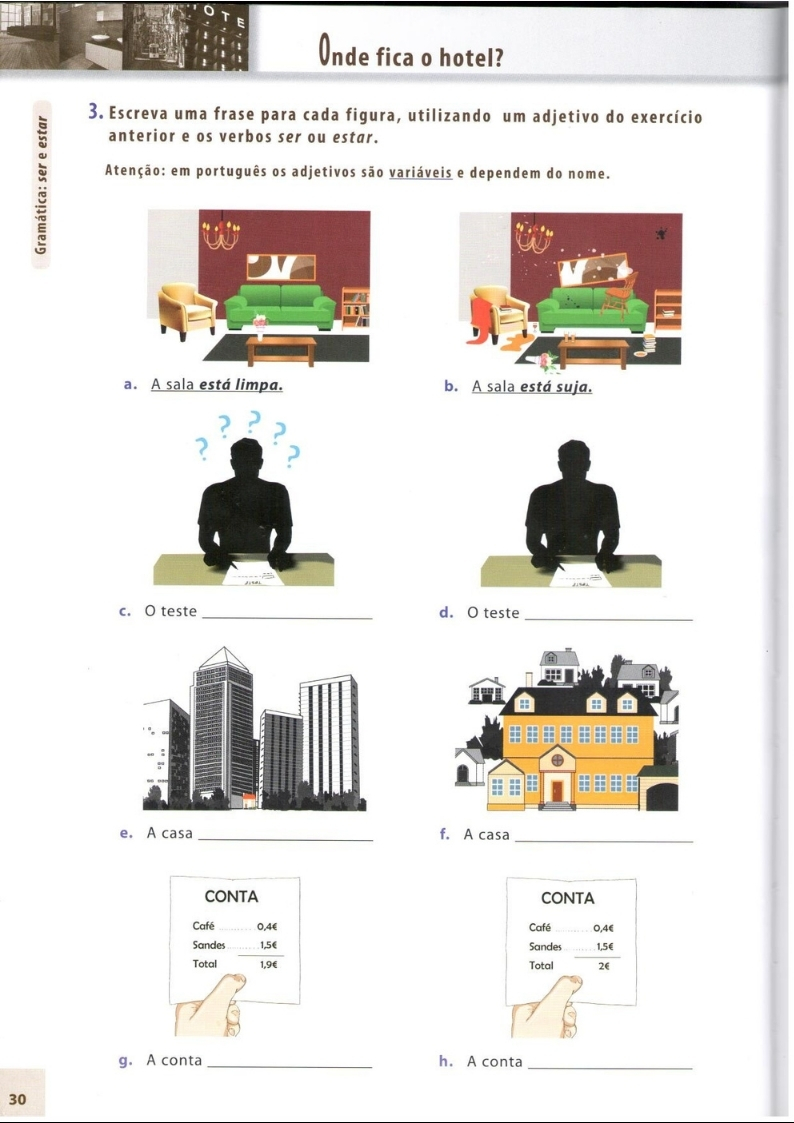 HOTE
Onde fica o hotel?
Gramática: ser e estar
3. Escreva uma frase para cada figura, utilizando um adjetivo do exercício
anterior e os verbos ser ou estar.
Atenção: em português os adjetivos são variáveis e dependem do nome.
a. A sala está limpa.
b. A sala está suja.
? ? ? ? ?
c. O teste
d. O teste
e. A casa
f. A casa
CONTA
Café .......... 0,4€
Sandes .......... 1,5€
Total 1,9€
CONTA
Café .......... 0,4€
Sandes .......... 1,5€
Total 2€
g. A conta
h. A conta
30